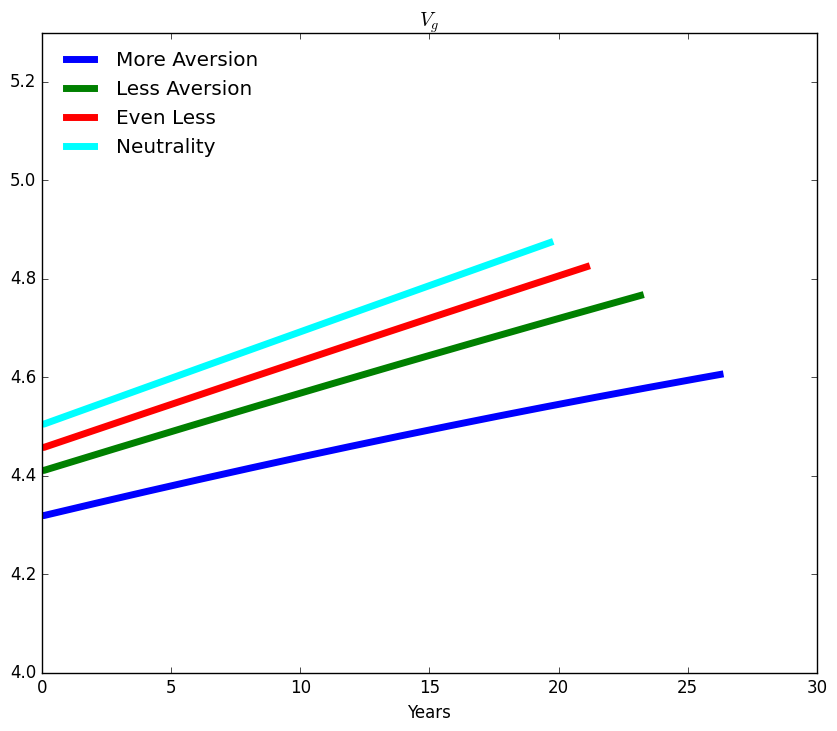 V_g
More Aversion
Less Aversion
Even Less
Neutrality
5.2
5.0
4.8
4.6
4.4
4.2
4.0
0 5 10 15 20 25 30
Years